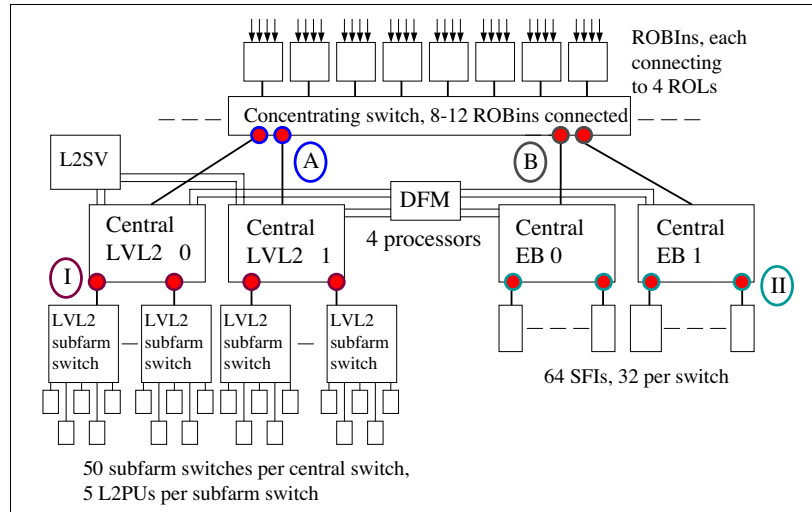 ROBIns, each
connecting
to 4 ROLs
Concentrating switch, 8-12 ROBins connected
A
B
L2SV
DFM
4 processors
Central
LVL2 0
Central
LVL2 1
Central
EB 0
Central
EB 1
I
II
LVL2
subfarm
switch
LVL2
subfarm
switch
LVL2
subfarm
switch
LVL2
subfarm
switch
64 SFIs, 32 per switch
50 subfarm switches per central switch,
5 L2PUs per subfarm switch